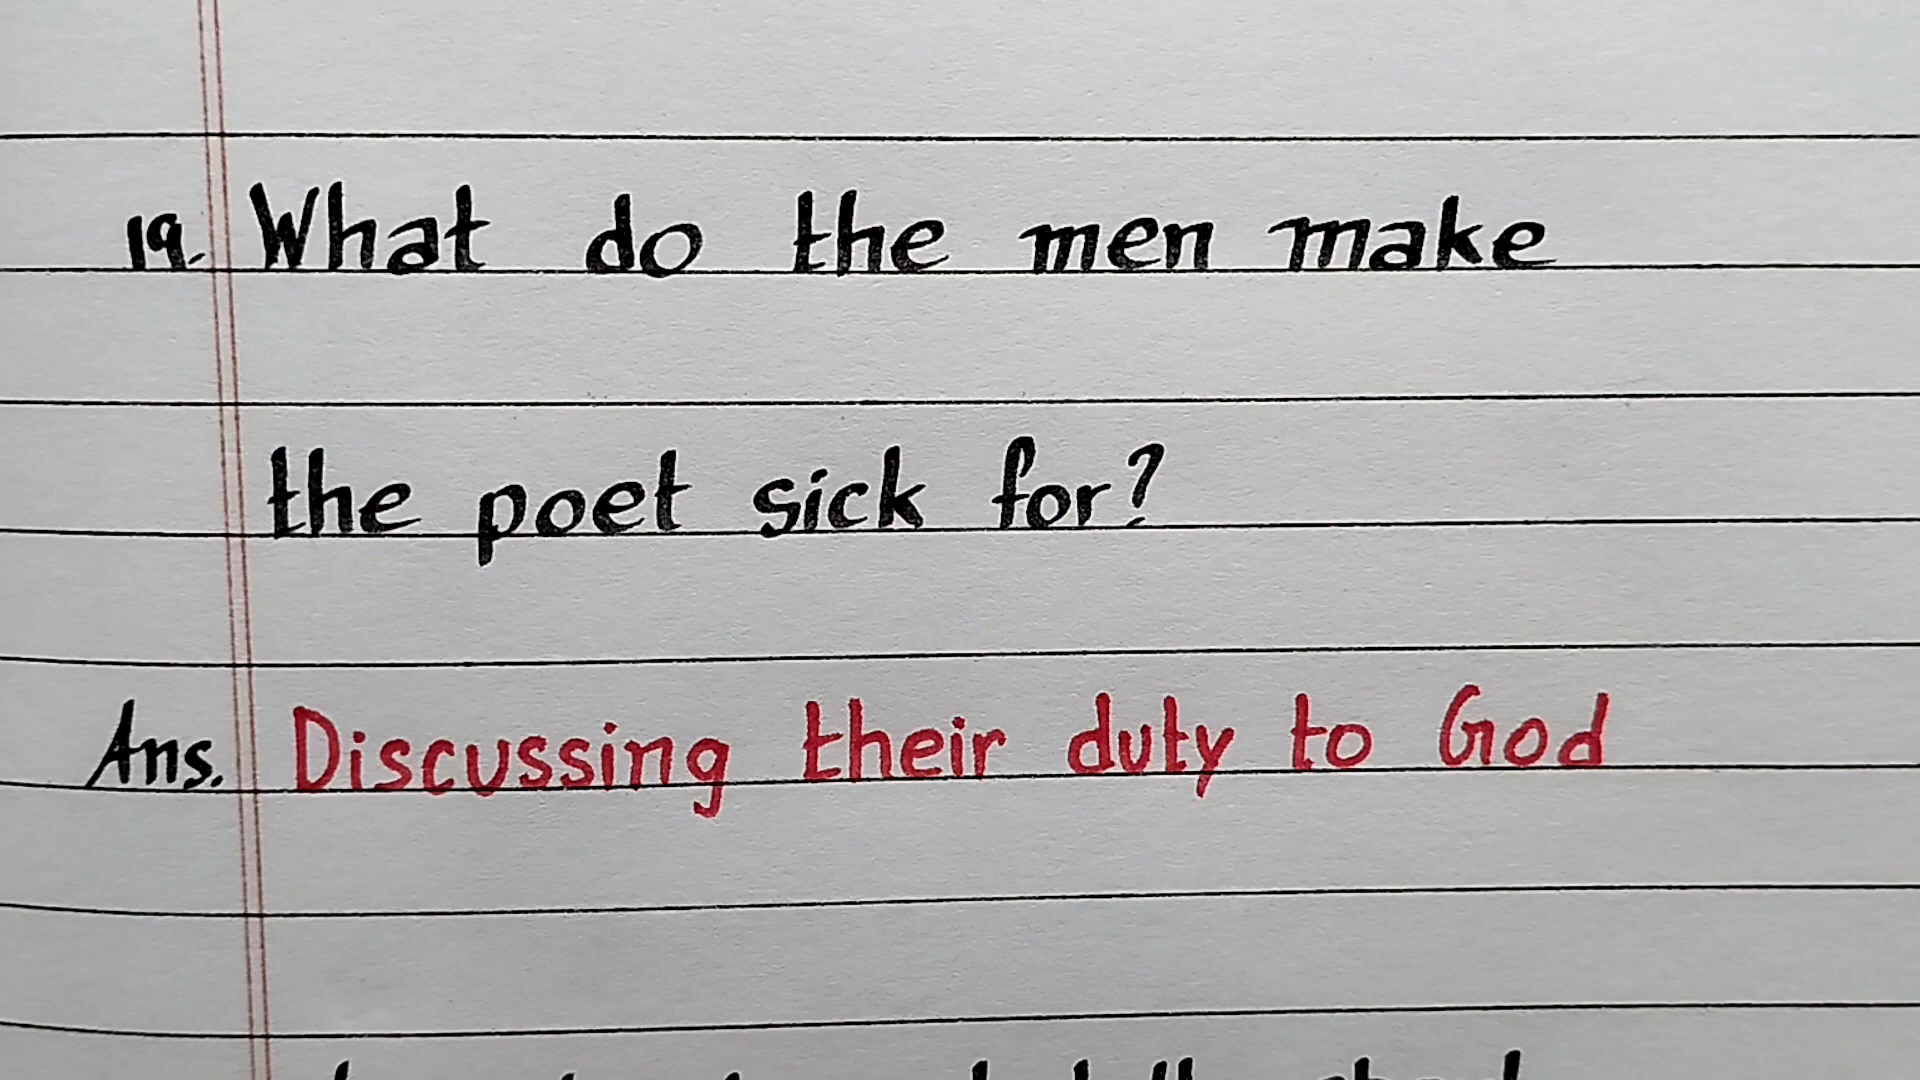 19. What do the men make
the poet sick for?
Ans. Discussing their duty to God